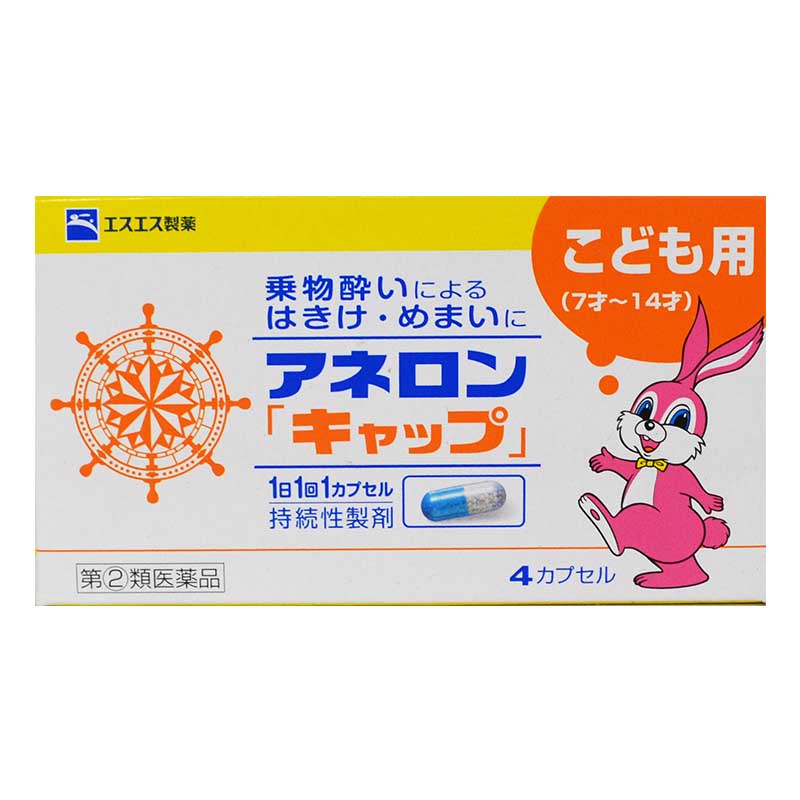 エスエス製薬
こども用
(7才～14才)
乗物酔いによる
はきけ・めまいに
アネロン
「キャップ」
1日1回1カプセル
持続性製剤
第②類医薬品
4カプセル